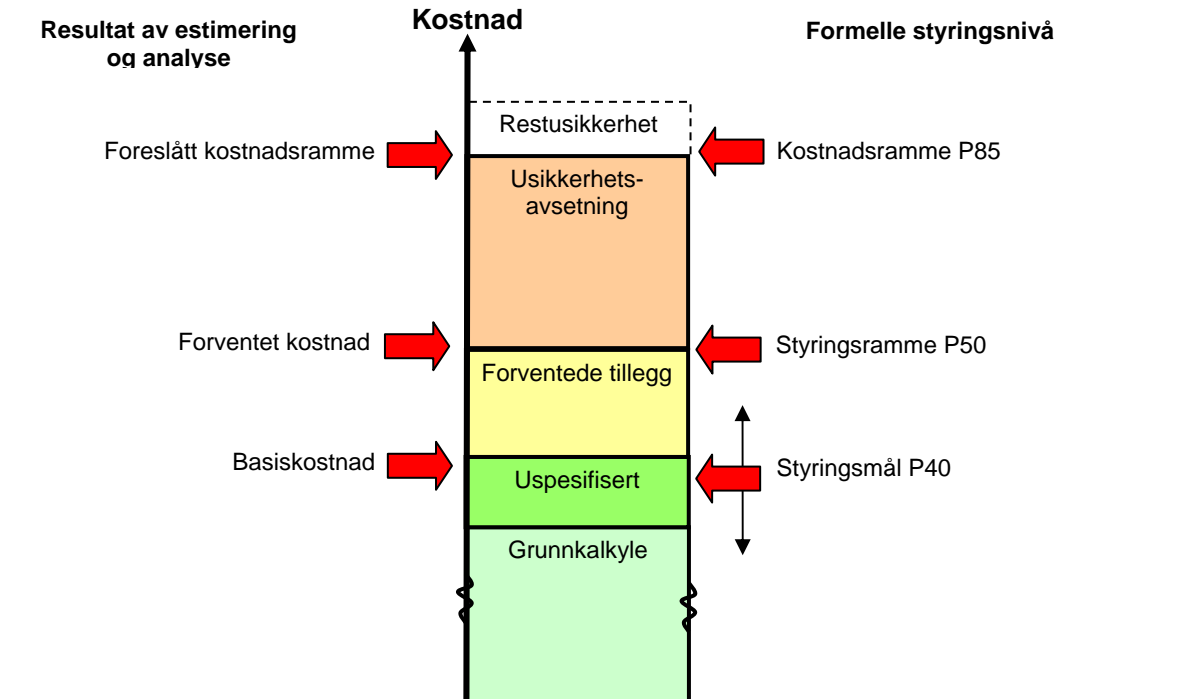 Kostnad
Resultat av estimering
og analyse
Formelle styringsnivå
Restusikkerhet
Foreslått kostnadsramme
Kostnadsramme P85
Usikkerhets-
avsetning
Forventet kostnad
Styringsramme P50
Forventede tillegg
Basiskostnad
Styringsmål P40
Uspesifisert
Grunnkalkyle